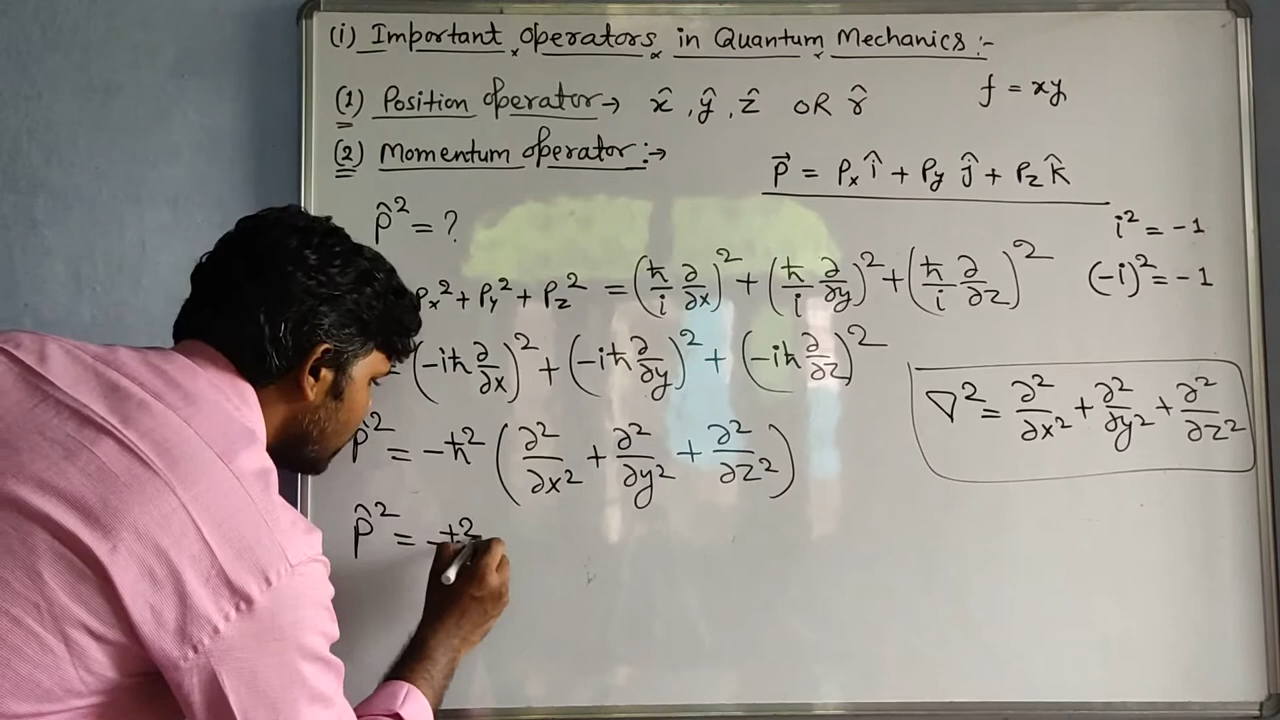 (i) Important operators in Quantum Mechanics :-
(1) Position operator → x̂ , ŷ , ẑ OR r̂
f = xy
(2) Momentum operator :→
P⃗ = Pₓ î + Py ĵ + Pz k̂
P̂² = ?
i² = -1
Pₓ² + Py² + Pz² = (ħ/i ∂/∂x)² + (ħ/i ∂/∂y)² + (ħ/i ∂/∂z)²
(-i)² = -1
= (-iħ ∂/∂x)² + (-iħ ∂/∂y)² + (-iħ ∂/∂z)²
∇² = ∂²/∂x² + ∂²/∂y² + ∂²/∂z²
P̂² = -ħ² (∂²/∂x² + ∂²/∂y² + ∂²/∂z²)
P̂² = -ħ²